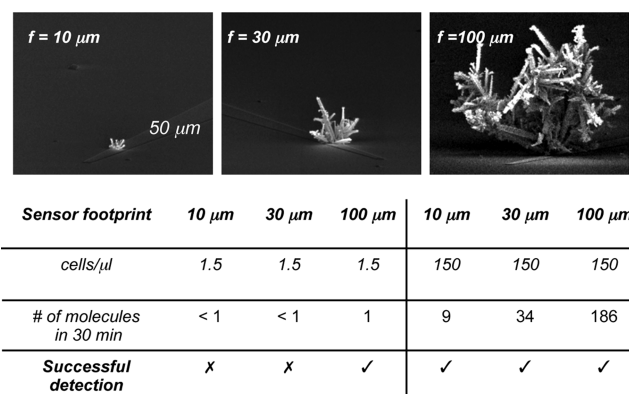 f = 10 μm
f = 30 μm
f =100 μm
50 μm
Sensor footprint 10 μm 30 μm 100 μm 10 μm 30 μm 100 μm
cells/μl 1.5 1.5 1.5 150 150 150
# of molecules
in 30 min < 1 < 1 1 9 34 186
Successful
detection ✗ ✗ ✓ ✓ ✓ ✓